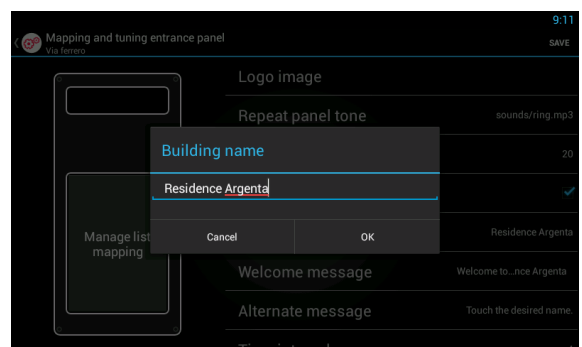 9:11
Mapping and tuning entrance panel
Via ferrero
SAVE
Logo image
Repeat panel tone
sounds/ring.mp3
20
Building name
Residence Argenta
Cancel
OK
Manage list
mapping
Residence Argenta
Welcome message
Welcome to...nce Argenta
Alternate message
Touch the desired name.